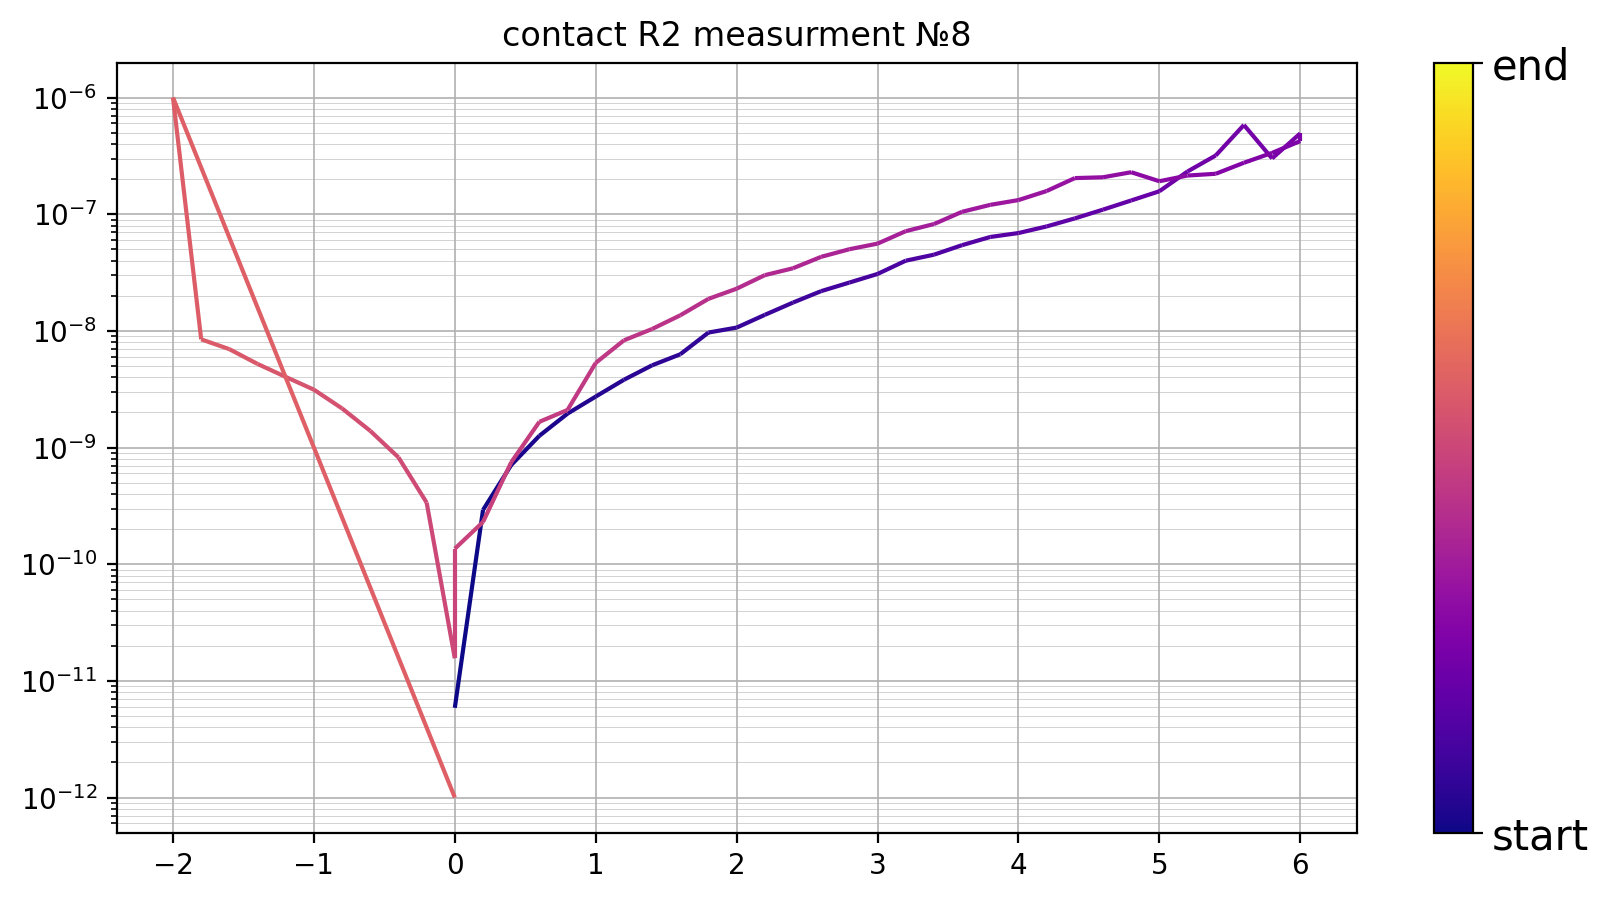 contact R2 measurment №8
10⁻⁶
10⁻⁷
10⁻⁸
10⁻⁹
10⁻¹⁰
10⁻¹¹
10⁻¹²
−2 −1 0 1 2 3 4 5 6
end
start